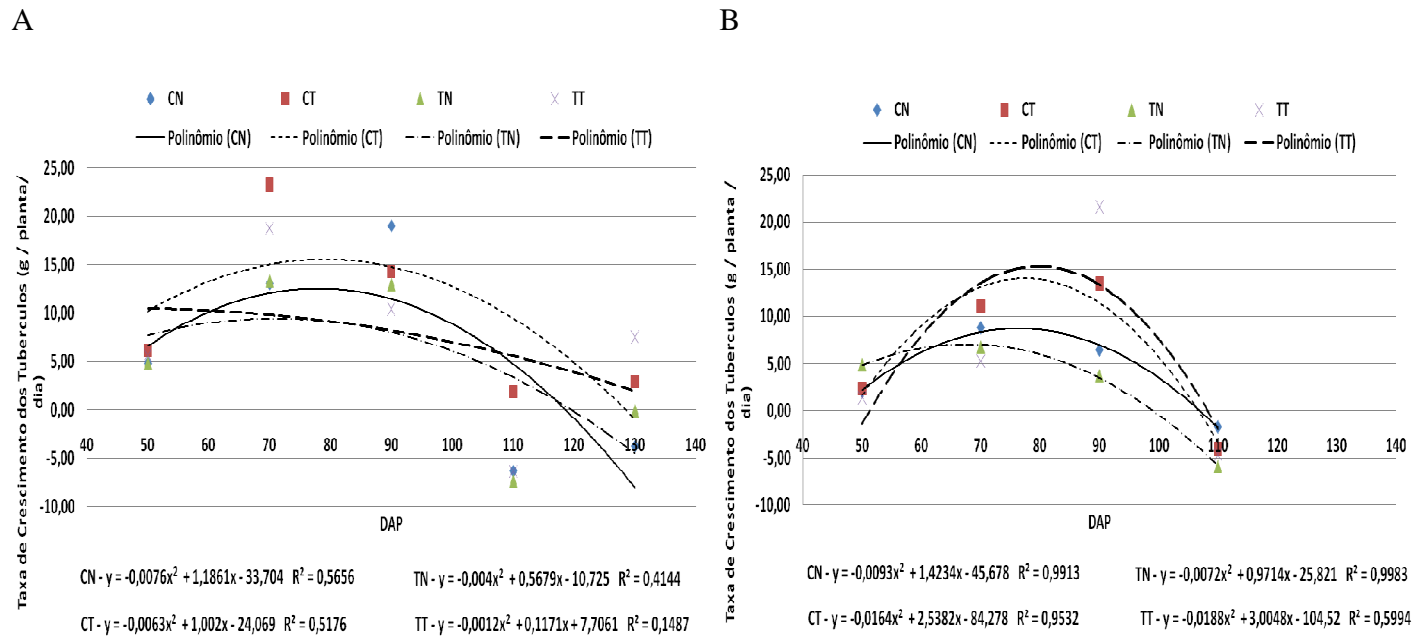 A
CN CT TN TT
Polinômio (CN) Polinômio (CT) Polinômio (TN) Polinômio (TT)
Taxa de Crescimento dos Tuberculos (g / planta/
dia)
25,00
20,00
15,00
10,00
5,00
0,00
-5,00
-10,00
40 50 60 70 80 90 100 110 120 130 140
DAP
CN - y = -0,0076x² + 1,1861x - 33,704 R² = 0,5656
TN - y = -0,004x² + 0,5679x - 10,725 R² = 0,4144
CT - y = -0,0063x² + 1,002x - 24,069 R² = 0,5176
TT - y = -0,0012x² + 0,1171x + 7,7061 R² = 0,1487
B
CN CT TN TT
Polinômio (CN) Polinômio (CT) Polinômio (TN) Polinômio (TT)
Taxa de Crescimento dos Tuberculos (g / planta /
dia)
25,00
20,00
15,00
10,00
5,00
0,00
-5,00
-10,00
40 50 60 70 80 90 100 110 120 130 140
DAP
CN - y = -0,0093x² + 1,4234x - 45,678 R² = 0,9913
TN - y = -0,0072x² + 0,9714x - 25,821 R² = 0,9983
CT - y = -0,0164x² + 2,5382x - 84,278 R² = 0,9532
TT - y = -0,0188x² + 3,0048x - 104,52 R² = 0,5994